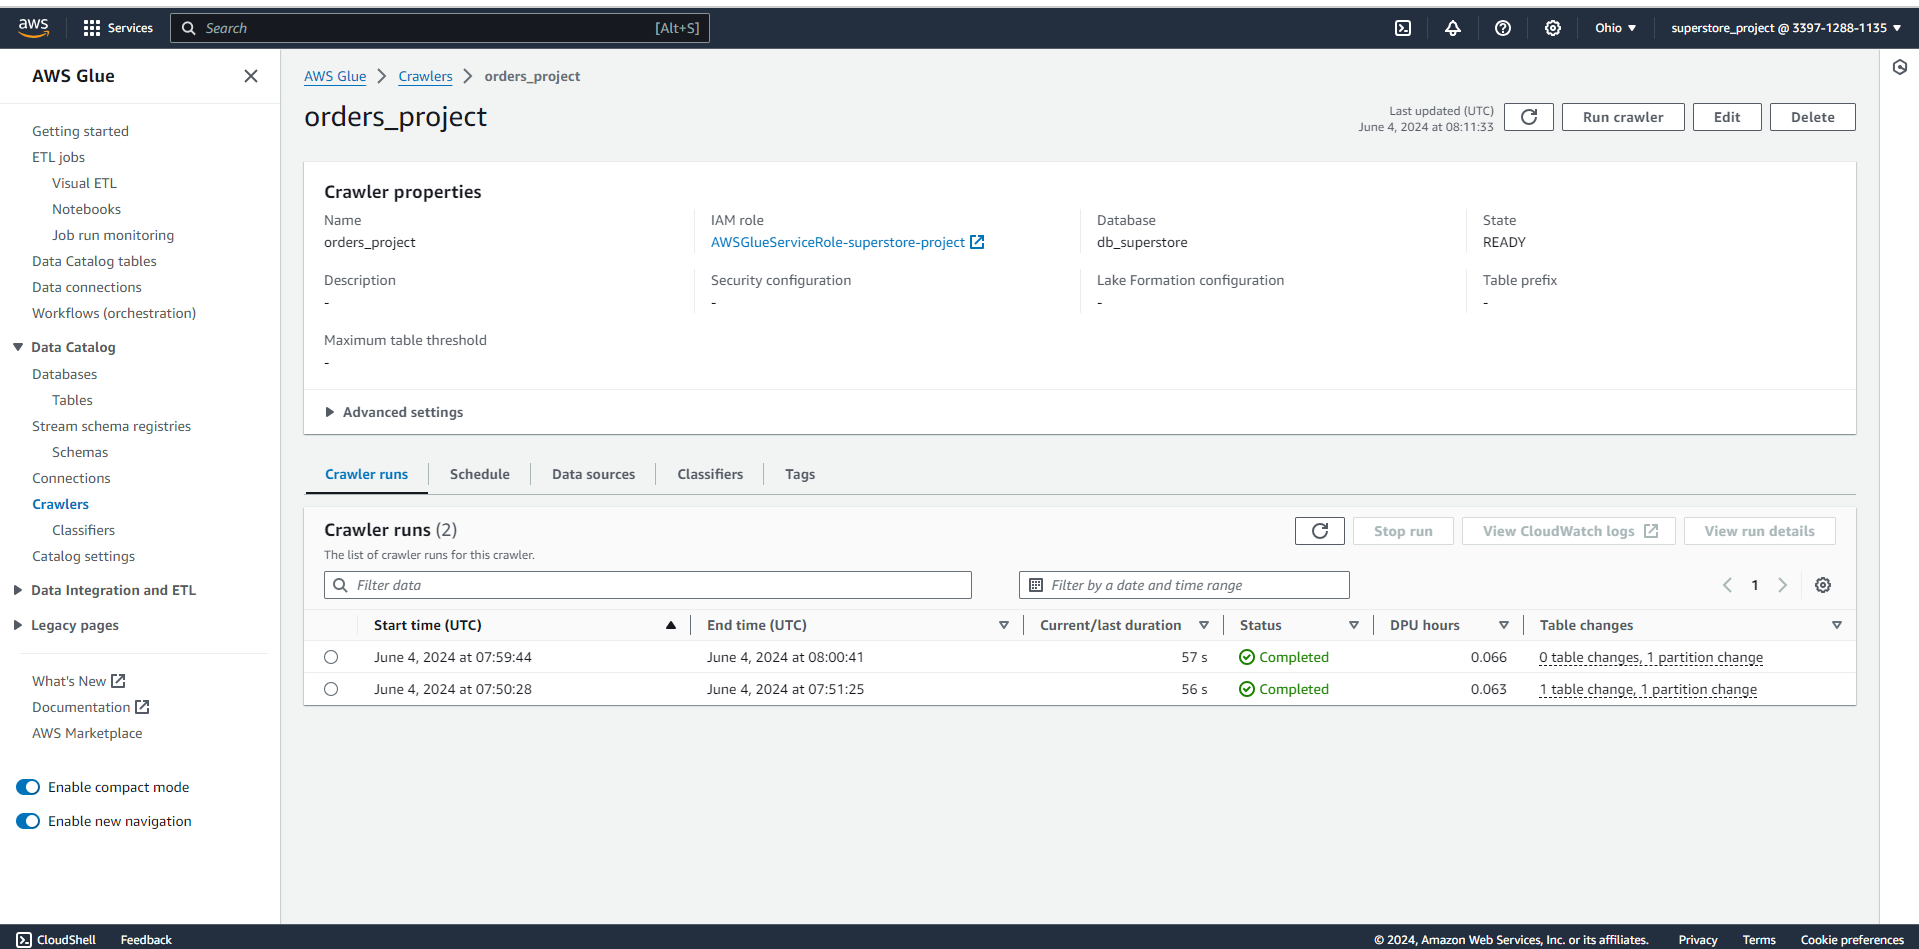 aws
Services
Search [Alt+S]
Ohio
superstore_project @ 3397-1288-1135
AWS Glue
Getting started
ETL jobs
Visual ETL
Notebooks
Job run monitoring
Data Catalog tables
Data connections
Workflows (orchestration)
Data Catalog
Databases
Tables
Stream schema registries
Schemas
Connections
Crawlers
Classifiers
Catalog settings
Data Integration and ETL
Legacy pages
What's New
Documentation
AWS Marketplace
Enable compact mode
Enable new navigation
AWS Glue > Crawlers > orders_project
orders_project
Last updated (UTC)
June 4, 2024 at 08:11:33
Run crawler
Edit
Delete
Crawler properties
Name
orders_project
IAM role
AWSGlueServiceRole-superstore-project
Database
db_superstore
State
READY
Description
-
Security configuration
-
Lake Formation configuration
-
Table prefix
-
Maximum table threshold
-
Advanced settings
Crawler runs
Schedule
Data sources
Classifiers
Tags
Crawler runs (2)
The list of crawler runs for this crawler.
Stop run
View CloudWatch logs
View run details
Filter data
Filter by a date and time range
1
Start time (UTC) End time (UTC) Current/last duration Status DPU hours Table changes
June 4, 2024 at 07:59:44 June 4, 2024 at 08:00:41 57 s Completed 0.066 0 table changes, 1 partition change
June 4, 2024 at 07:50:28 June 4, 2024 at 07:51:25 56 s Completed 0.063 1 table change, 1 partition change
CloudShell
Feedback
© 2024, Amazon Web Services, Inc. or its affiliates.
Privacy
Terms
Cookie preferences